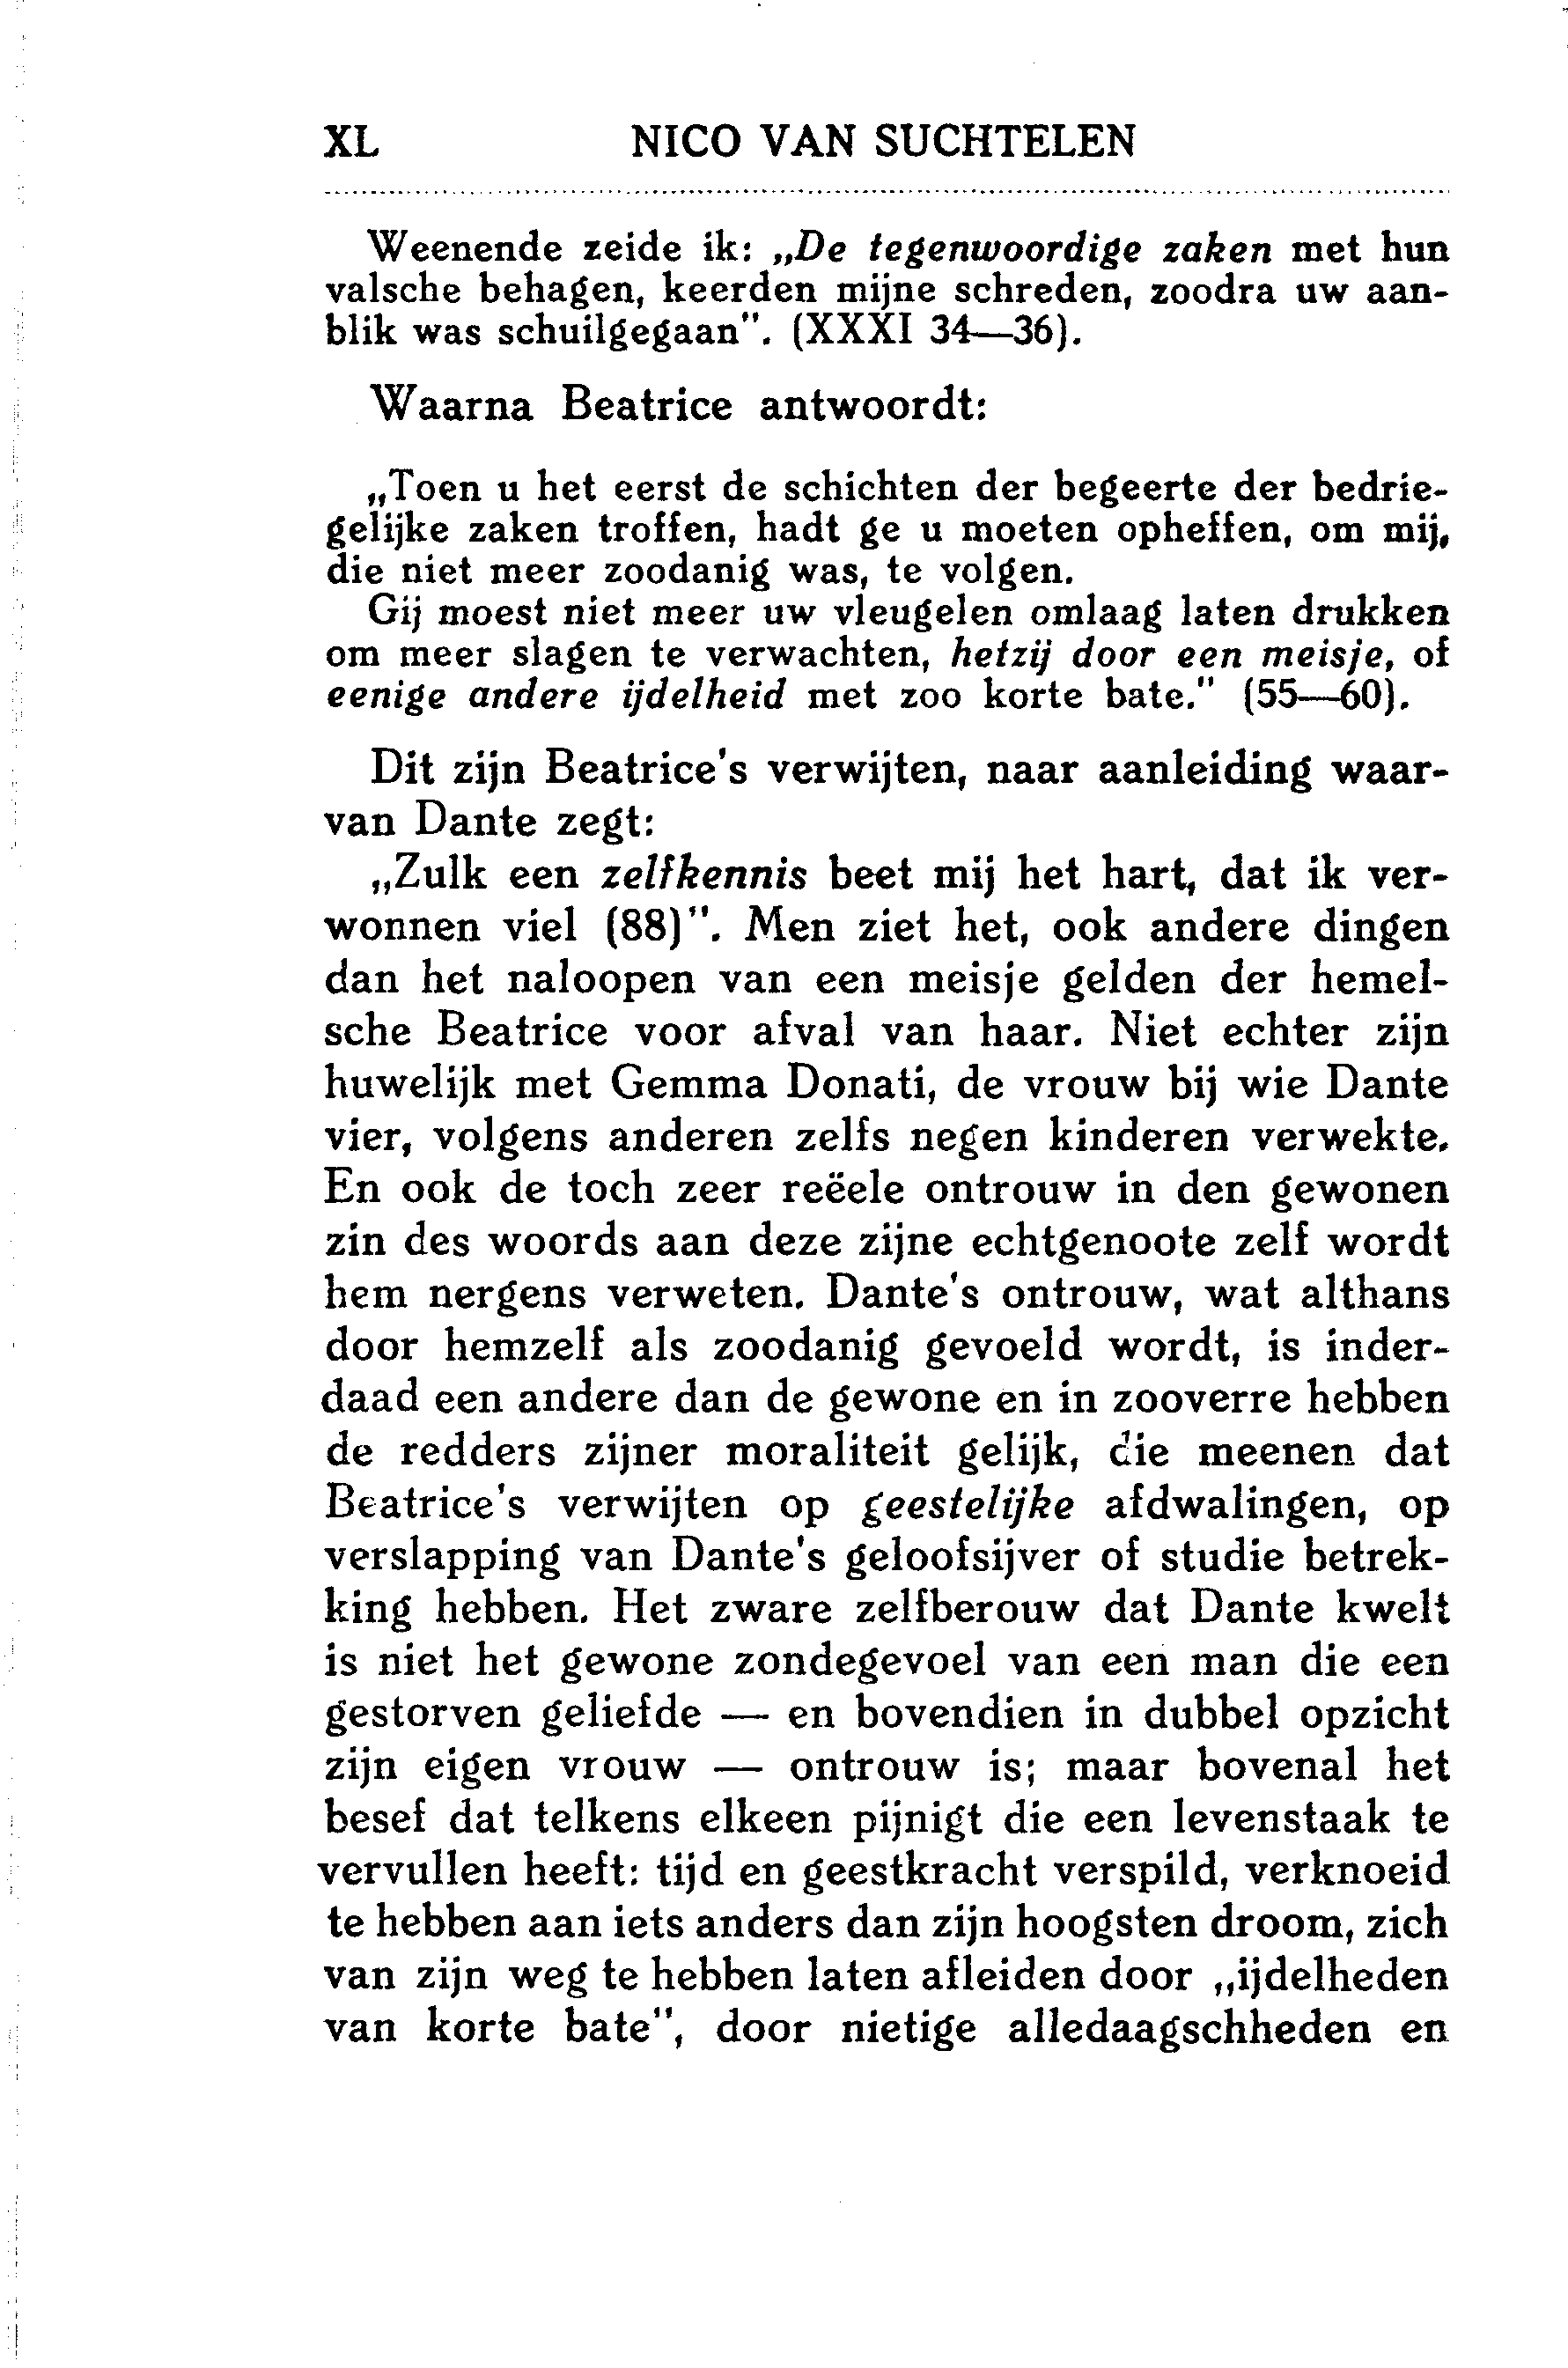 XL NICO VAN SUCHTELEN
Weenende zeide ik: „De tegenwoordige zaken met hun
valsche behagen, keerden mijne schreden, zoodra uw aan-
blik was schuilgegaan". (XXXI 34—36).
Waarna Beatrice antwoordt:
„Toen u het eerst de schichten der begeerte der bedrie-
gelijke zaken troffen, hadt ge u moeten opheffen, om mij,
die niet meer zoodanig was, te volgen.
Gij moest niet meer uw vleugelen omlaag laten drukken
om meer slagen te verwachten, hetzij door een meisje, of
eenige andere ijdelheid met zoo korte bate." (55—60).
Dit zijn Beatrice's verwijten, naar aanleiding waar-
van Dante zegt:
„Zulk een zelfkennis beet mij het hart, dat ik ver-
wonnen viel (88)". Men ziet het, ook andere dingen
dan het naloopen van een meisje gelden der hemel-
sche Beatrice voor afval van haar. Niet echter zijn
huwelijk met Gemma Donati, de vrouw bij wie Dante
vier, volgens anderen zelfs negen kinderen verwekte.
En ook de toch zeer reëele ontrouw in den gewonen
zin des woords aan deze zijne echtgenoote zelf wordt
hem nergens verweten. Dante's ontrouw, wat althans
door hemzelf als zoodanig gevoeld wordt, is inder-
daad een andere dan de gewone en in zooverre hebben
de redders zijner moraliteit gelijk, die meenen dat
Beatrice's verwijten op geestelijke afdwalingen, op
verslapping van Dante's geloofsijver of studie betrek-
king hebben. Het zware zelfberouw dat Dante kwelt
is niet het gewone zondegevoel van een man die een
gestorven geliefde — en bovendien in dubbel opzicht
zijn eigen vrouw — ontrouw is; maar bovenal het
besef dat telkens elkeen pijnigt die een levenstaak te
vervullen heeft: tijd en geestkracht verspild, verknoeid
te hebben aan iets anders dan zijn hoogsten droom, zich
van zijn weg te hebben laten afleiden door „ijdelheden
van korte bate", door nietige alledaagschheden en